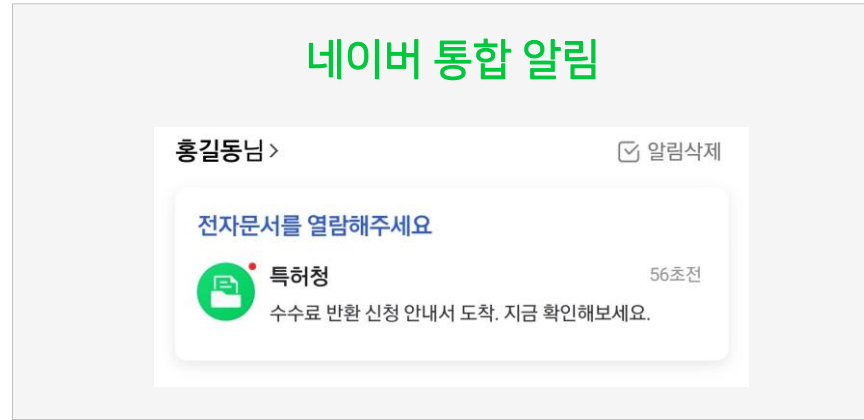 네이버 통합 알림
홍길동님 >
알림삭제
전자문서를 열람해주세요
특허청
56초전
수수료 반환 신청 안내서 도착. 지금 확인해보세요.